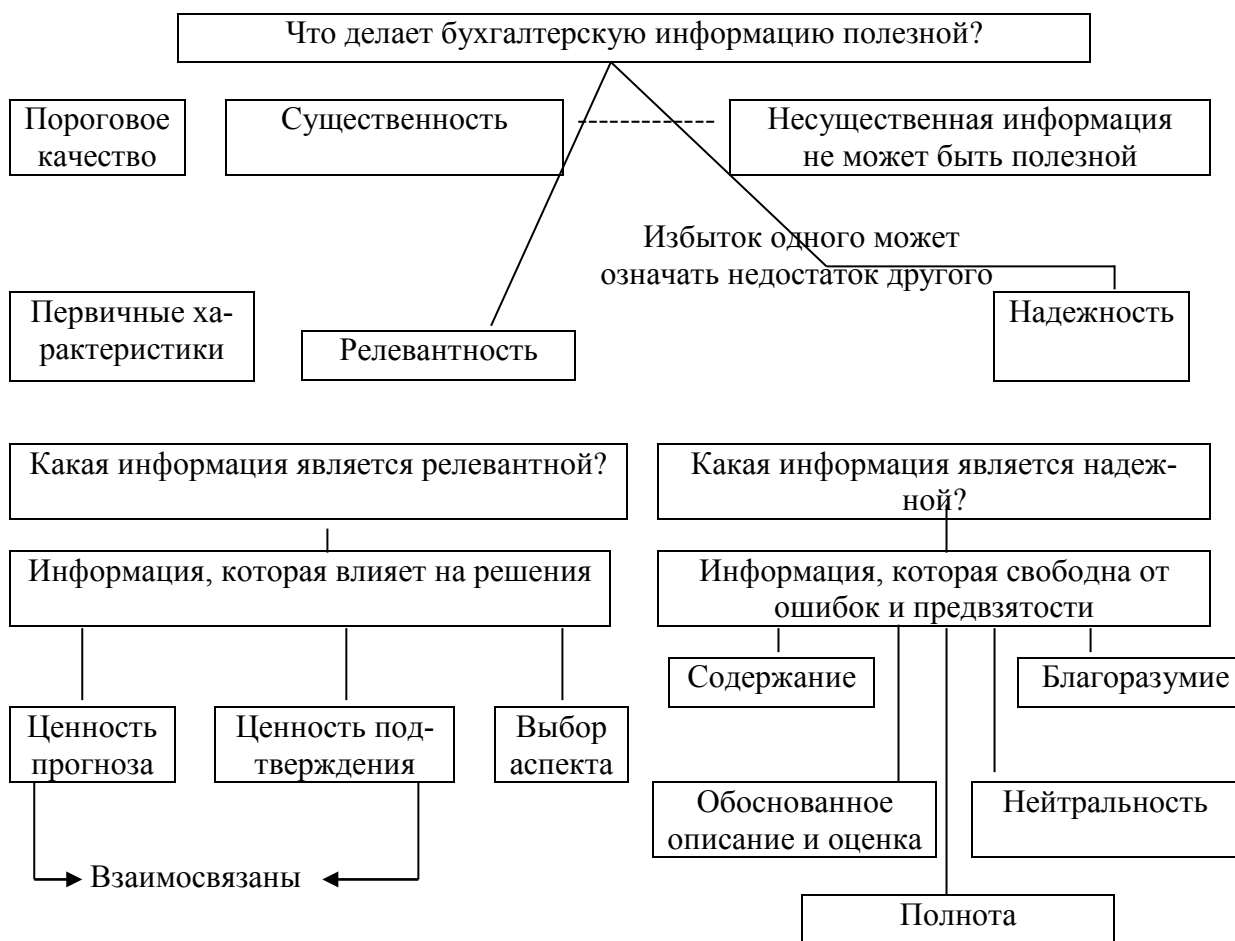 Что делает бухгалтерскую информацию полезной?
Пороговое
качество
Существенность
Несущественная информация
не может быть полезной
Избыток одного может
означать недостаток другого
Первичные ха-
рактеристики
Релевантность
Надежность
Какая информация является релевантной?
Какая информация является надеж-
ной?
Информация, которая влияет на решения
Информация, которая свободна от
ошибок и предвзятости
Содержание
Благоразумие
Ценность
прогноза
Ценность под-
тверждения
Выбор
аспекта
Обоснованное
описание и оценка
Нейтральность
Взаимосвязаны
Полнота